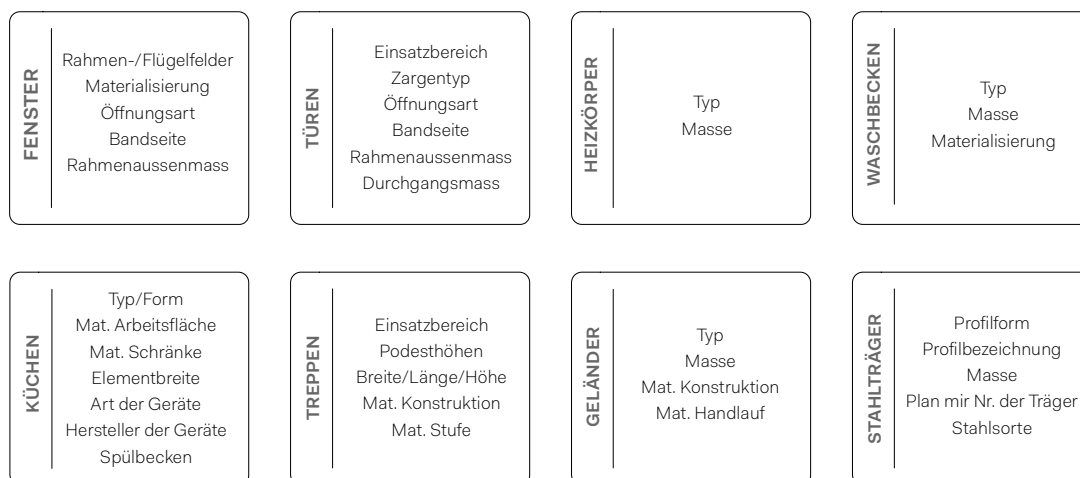 FENSTER
Rahmen-/Flügelfelder
Materialisierung
Öffnungsart
Bandseite
Rahmenaussenmass
TÜREN
Einsatzbereich
Zargentyp
Öffnungsart
Bandseite
Rahmenaussenmass
Durchgangsmass
HEIZKÖRPER
Typ
Masse
WASCHBECKEN
Typ
Masse
Materialisierung
KÜCHEN
Typ/Form
Mat. Arbeitsfläche
Mat. Schränke
Elementbreite
Art der Geräte
Hersteller der Geräte
Spülbecken
TREPPEN
Einsatzbereich
Podesthöhen
Breite/Länge/Höhe
Mat. Konstruktion
Mat. Stufe
GELÄNDER
Typ
Masse
Mat. Konstruktion
Mat. Handlauf
STAHLTRÄGER
Profilform
Profilbezeichnung
Masse
Plan mir Nr. der Träger
Stahlsorte